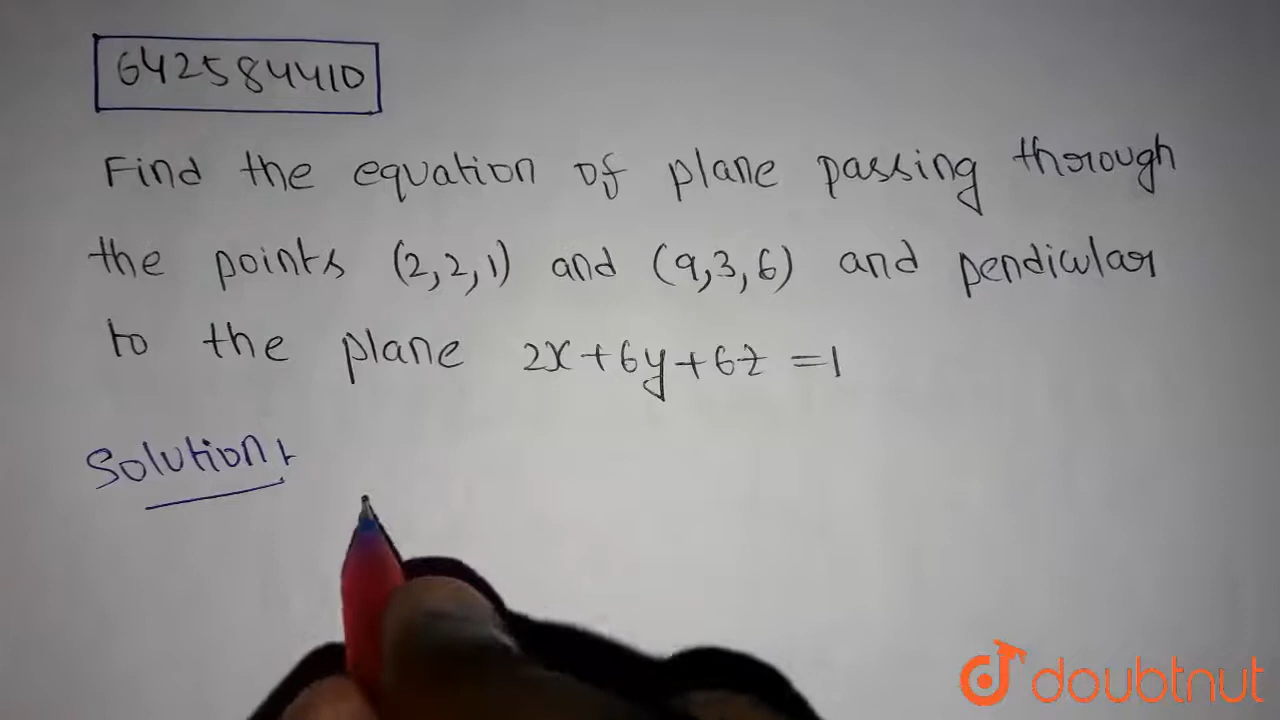 642584410
Find the equation of plane passing through
the points (2,2,1) and (9,3,6) and pendicular
to the plane 2x+6y+6z =1
Solution:
doubtnut